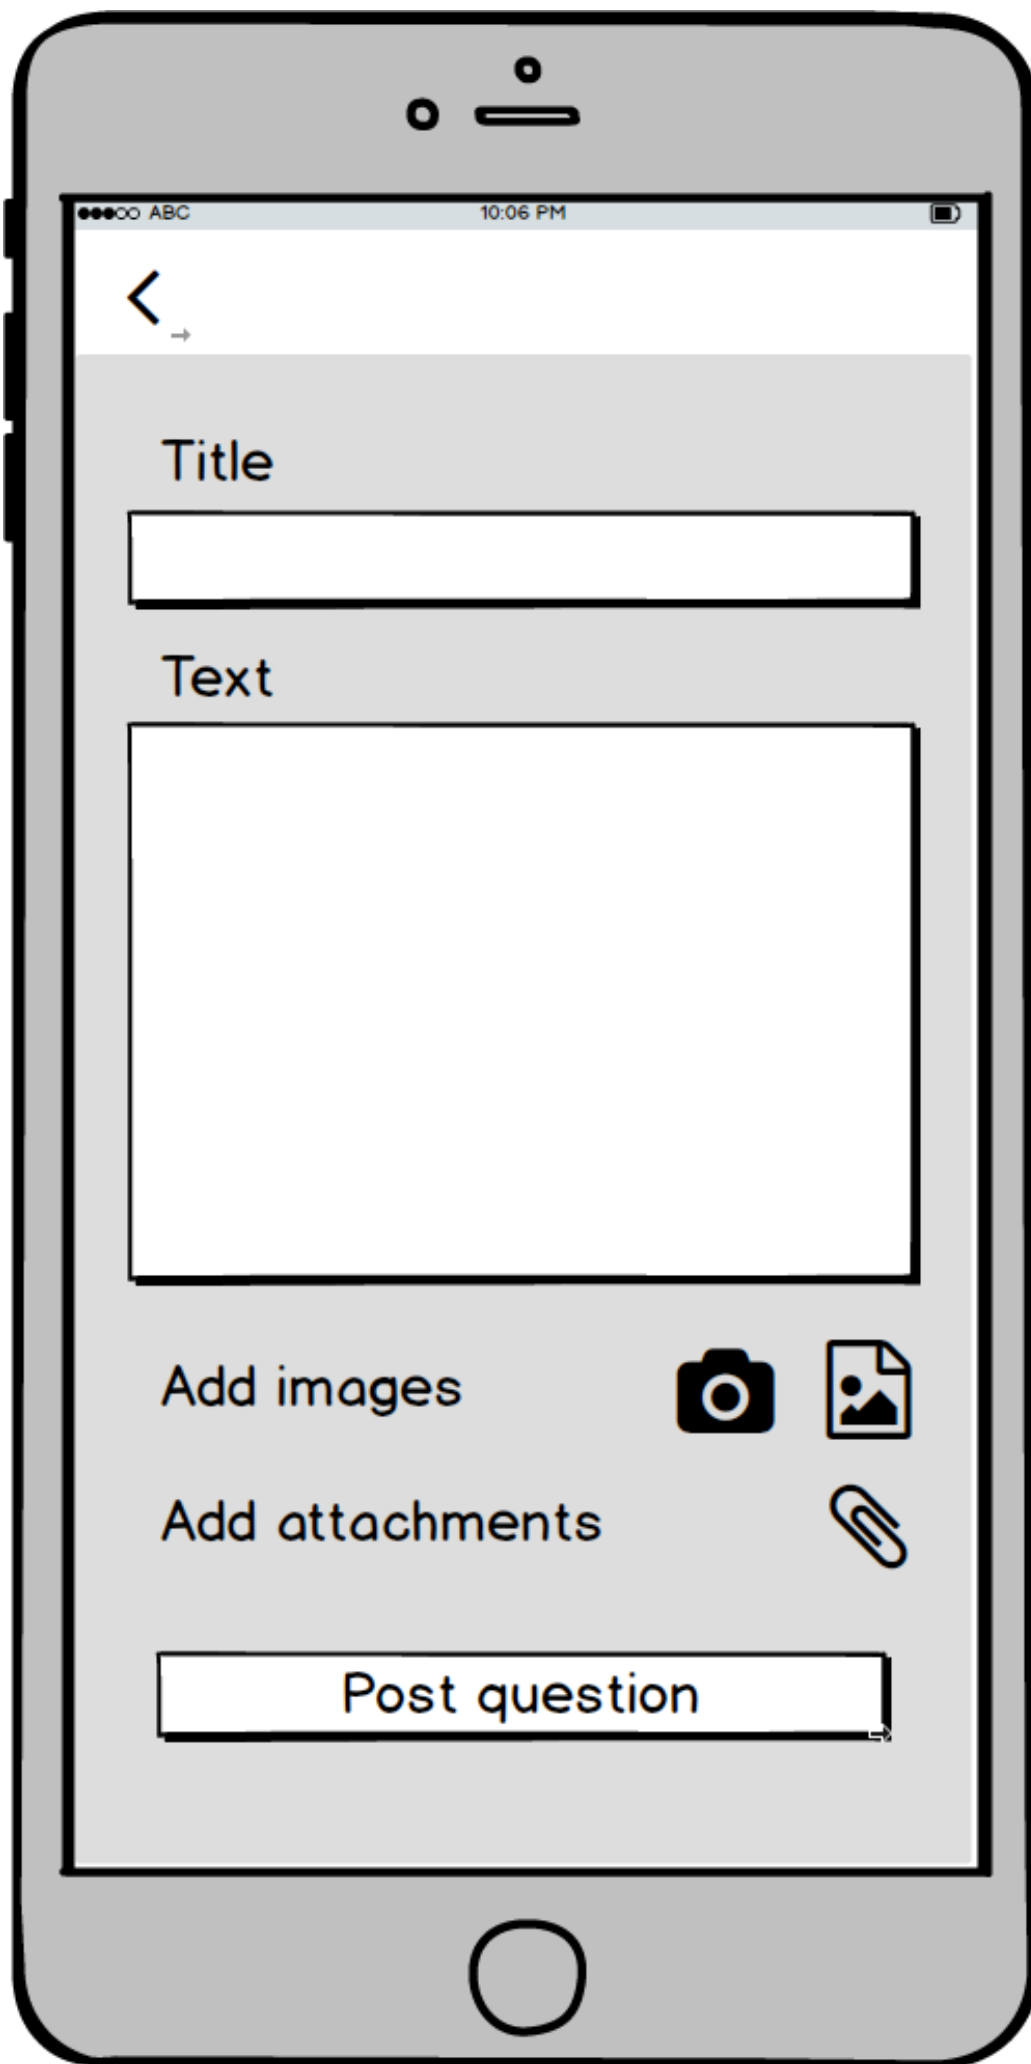 ABC 10:06 PM
Title
Text
Add images
Add attachments
Post question